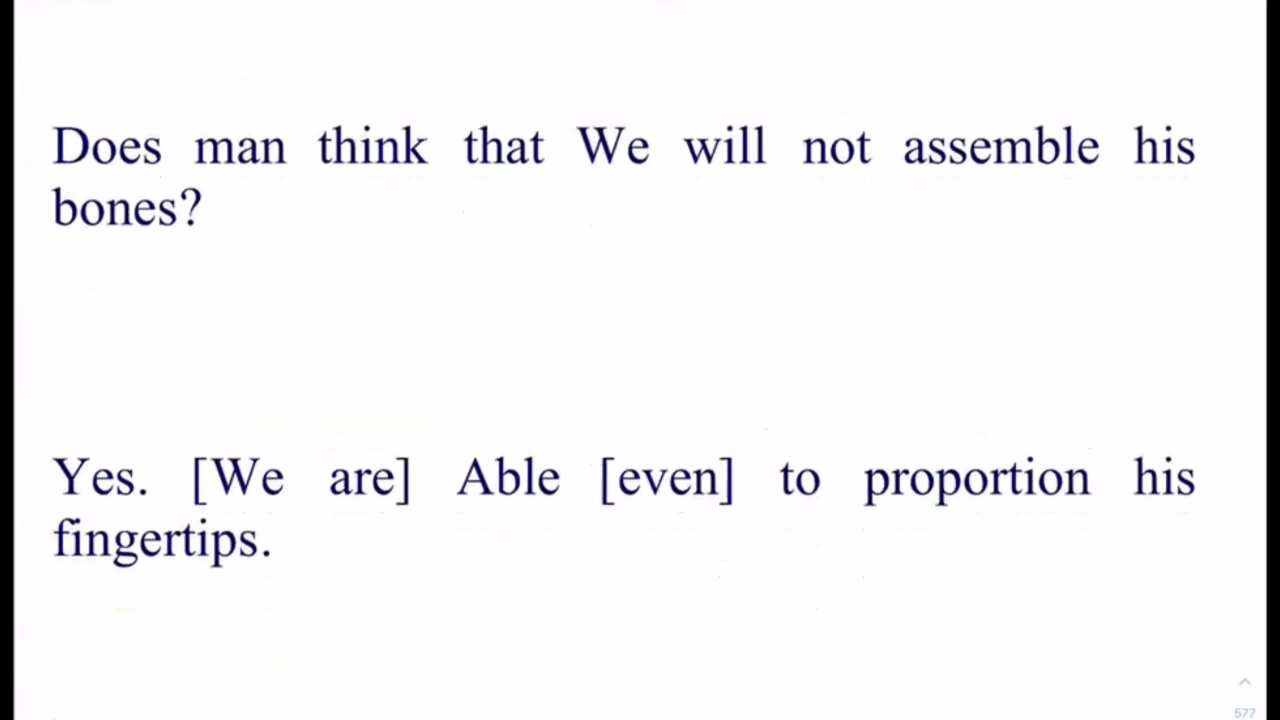 Does man think that We will not assemble his
bones?
Yes. [We are] Able [even] to proportion his
fingertips.
577